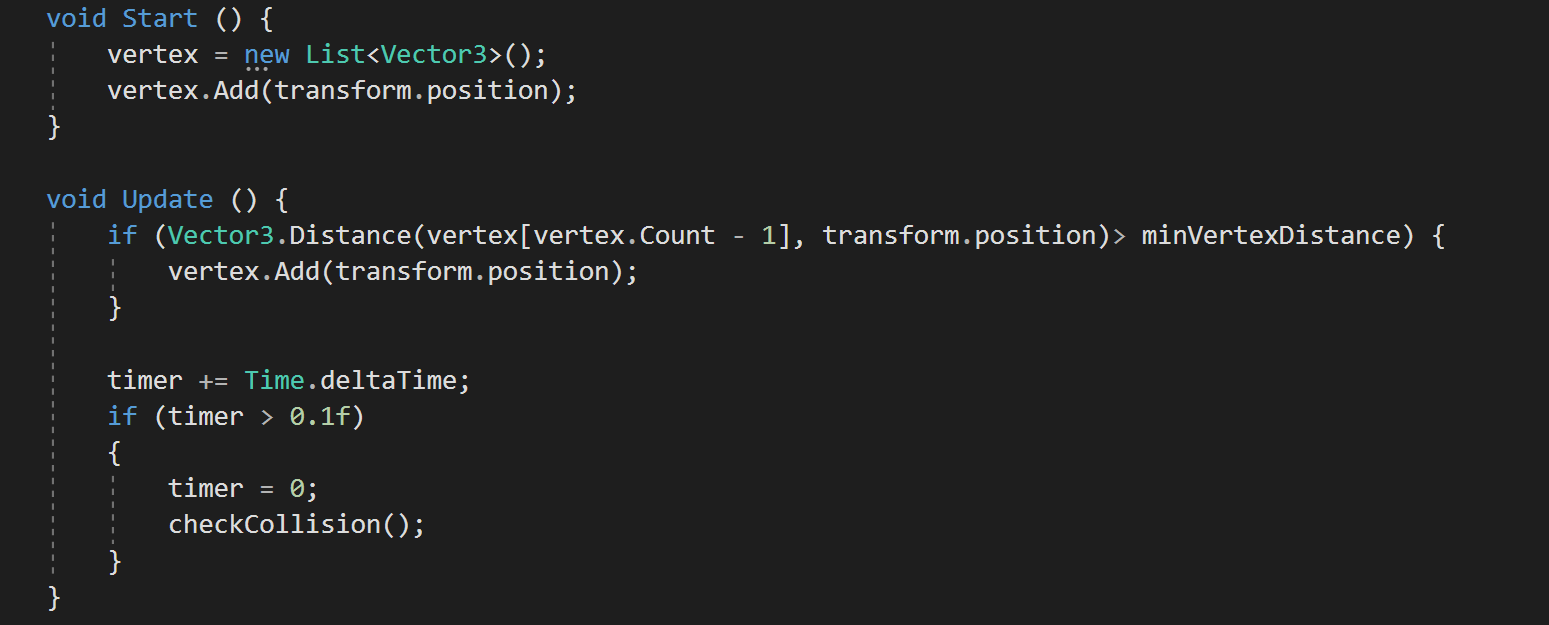 void Start () {
    vertex = new List<Vector3>();
    vertex.Add(transform.position);
}

void Update () {
    if (Vector3.Distance(vertex[vertex.Count - 1], transform.position)> minVertexDistance) {
        vertex.Add(transform.position);
    }

    timer += Time.deltaTime;
    if (timer > 0.1f)
    {
        timer = 0;
        checkCollision();
    }
}